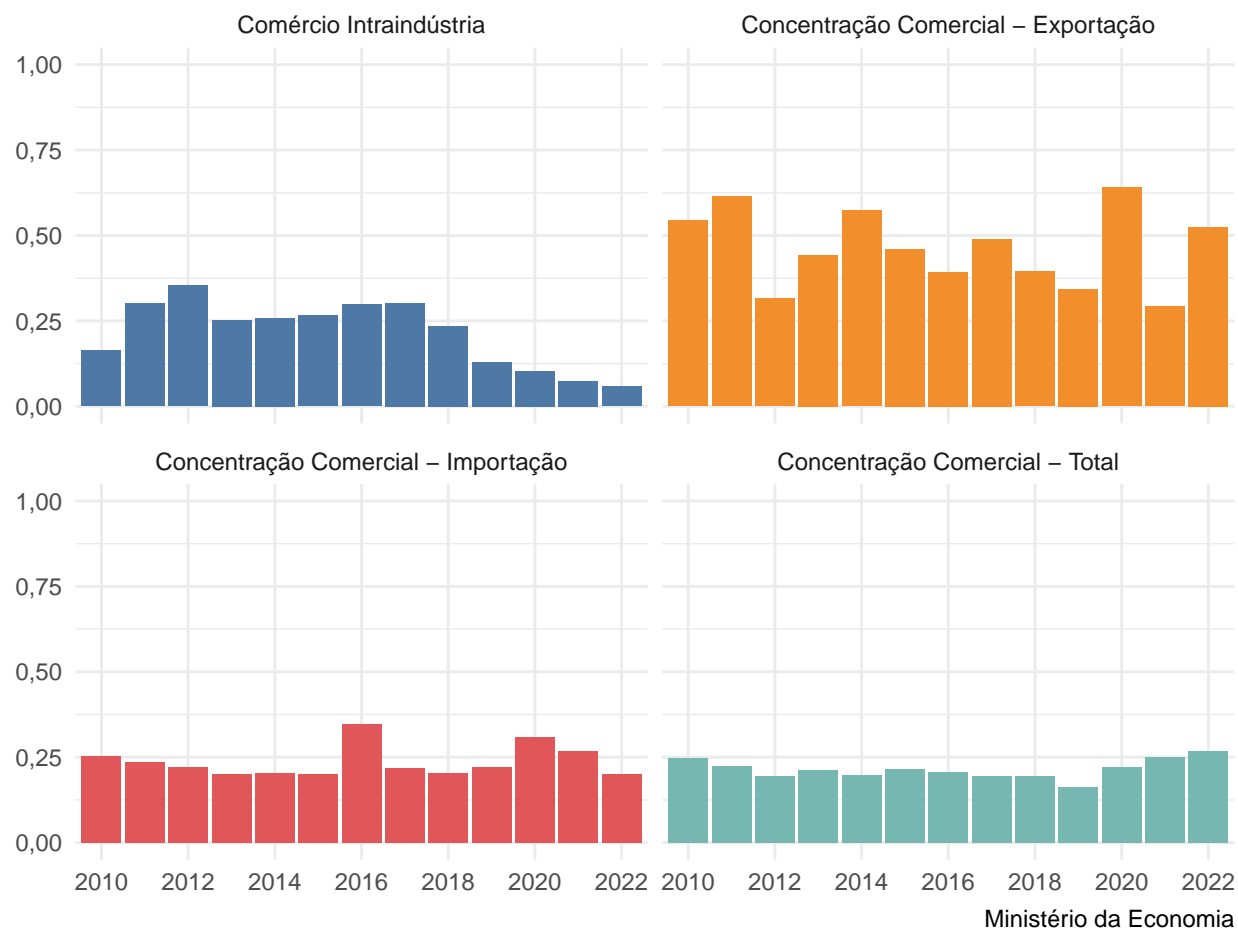 Comércio Intraindústria
Concentração Comercial – Exportação
1,00
0,75
0,50
0,25
0,00
Concentração Comercial – Importação
Concentração Comercial – Total
1,00
0,75
0,50
0,25
0,00
2010 2012 2014 2016 2018 2020 2022
2010 2012 2014 2016 2018 2020 2022
Ministério da Economia